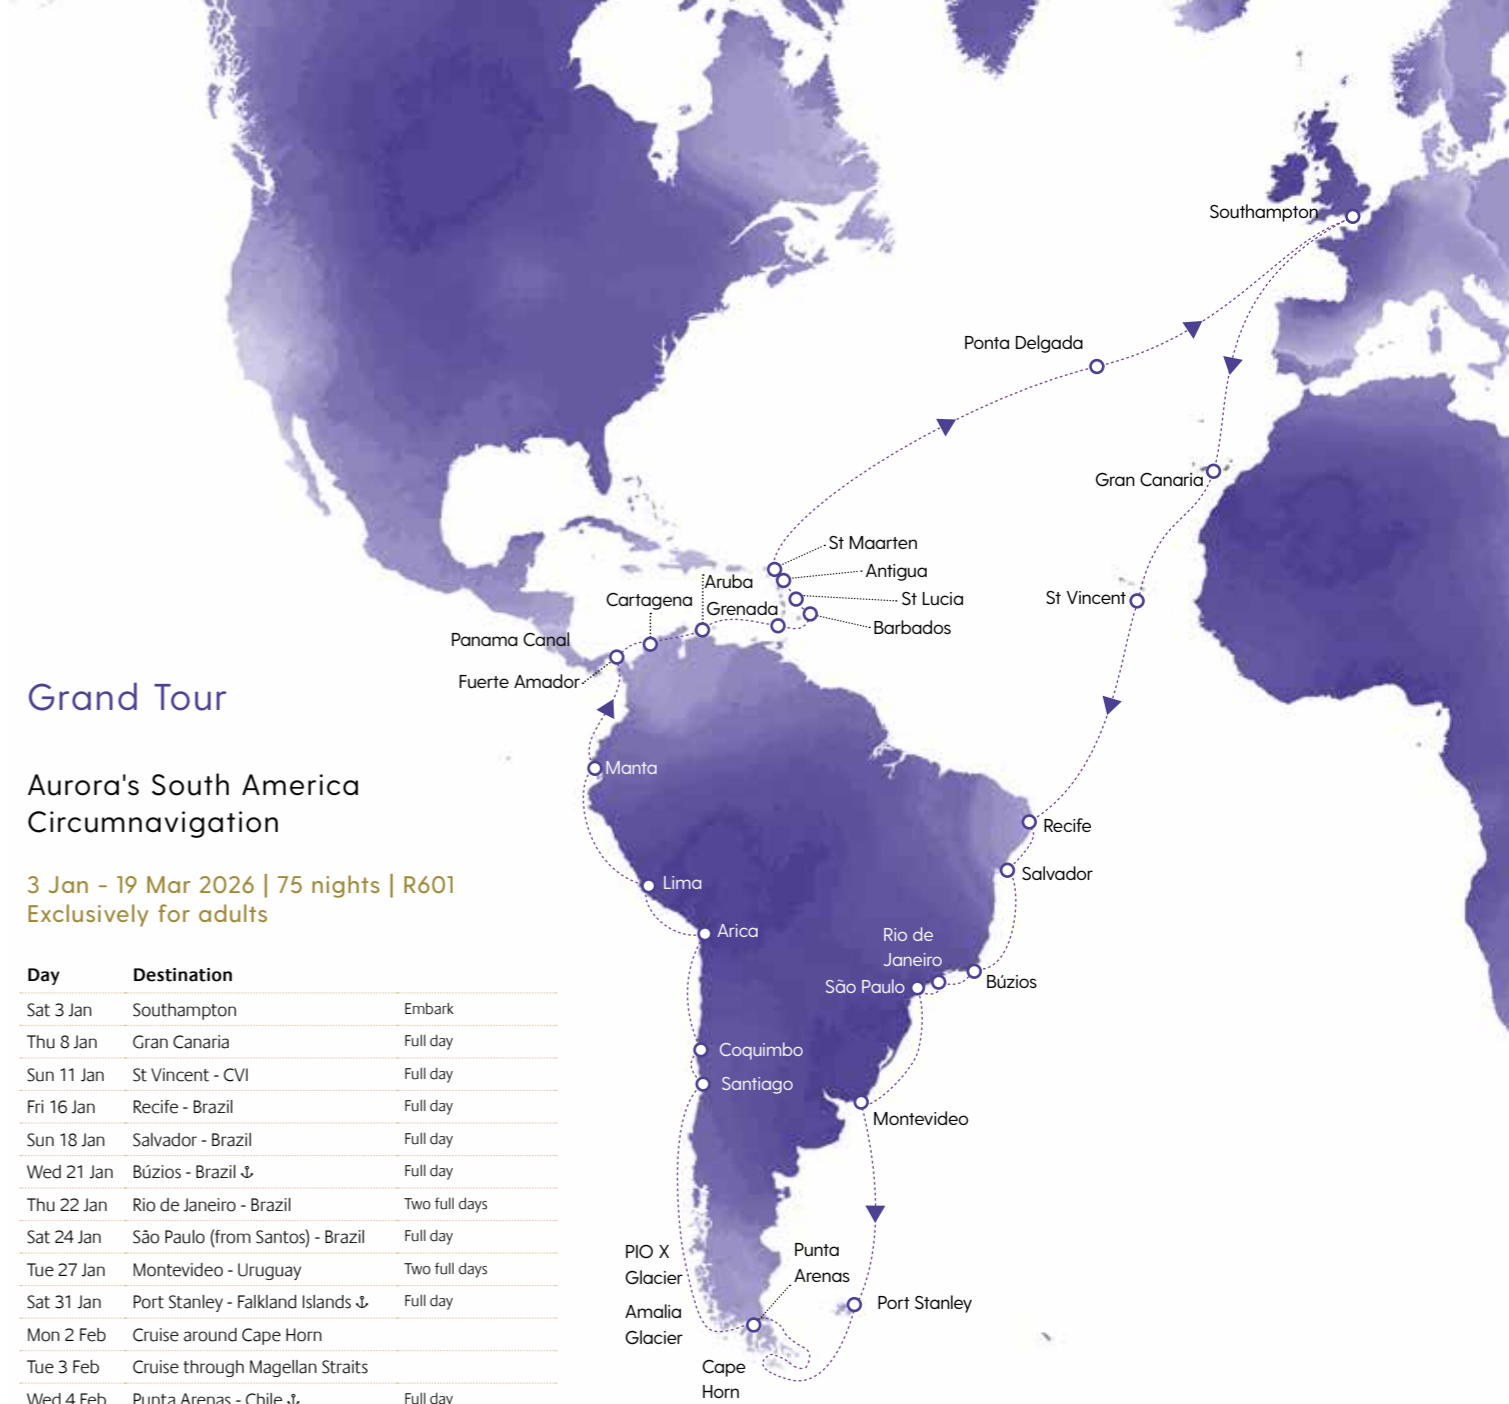 Southampton
Ponta Delgada
Gran Canaria
St Maarten
Antigua
Aruba
St Lucia
Cartagena
Grenada
St Vincent
Barbados
Panama Canal
Fuerte Amador
Manta
Recife
Salvador
Lima
Arica
Rio de
Janeiro
São Paulo
Búzios
Coquimbo
Santiago
Montevideo
PIO X
Glacier
Punta
Arenas
Amalia
Glacier
Port Stanley
Cape
Horn
Grand Tour
Aurora's South America
Circumnavigation
3 Jan - 19 Mar 2026 | 75 nights | R601
Exclusively for adults
Day Destination
Sat 3 Jan Southampton Embark
Thu 8 Jan Gran Canaria Full day
Sun 11 Jan St Vincent - CVI Full day
Fri 16 Jan Recife - Brazil Full day
Sun 18 Jan Salvador - Brazil Full day
Wed 21 Jan Búzios - Brazil ⚓ Full day
Thu 22 Jan Rio de Janeiro - Brazil Two full days
Sat 24 Jan São Paulo (from Santos) - Brazil Full day
Tue 27 Jan Montevideo - Uruguay Two full days
Sat 31 Jan Port Stanley - Falkland Islands ⚓ Full day
Mon 2 Feb Cruise around Cape Horn
Tue 3 Feb Cruise through Magellan Straits
Wed 4 Feb Punta Arenas - Chile ⚓ Full day